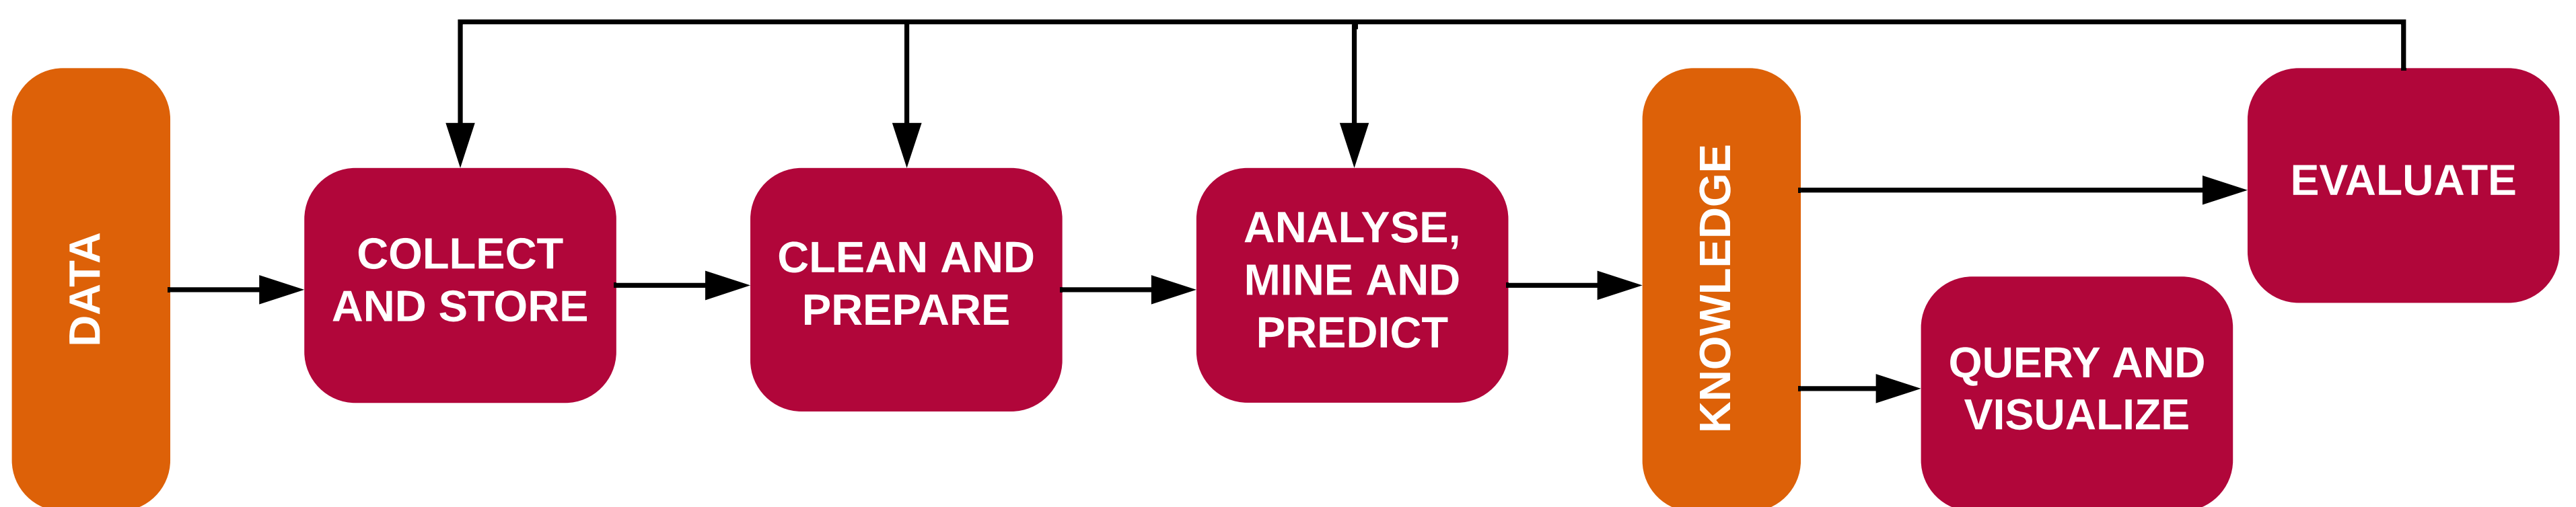 DATA
COLLECT
AND STORE
CLEAN AND
PREPARE
ANALYSE,
MINE AND
PREDICT
KNOWLEDGE
EVALUATE
QUERY AND
VISUALIZE